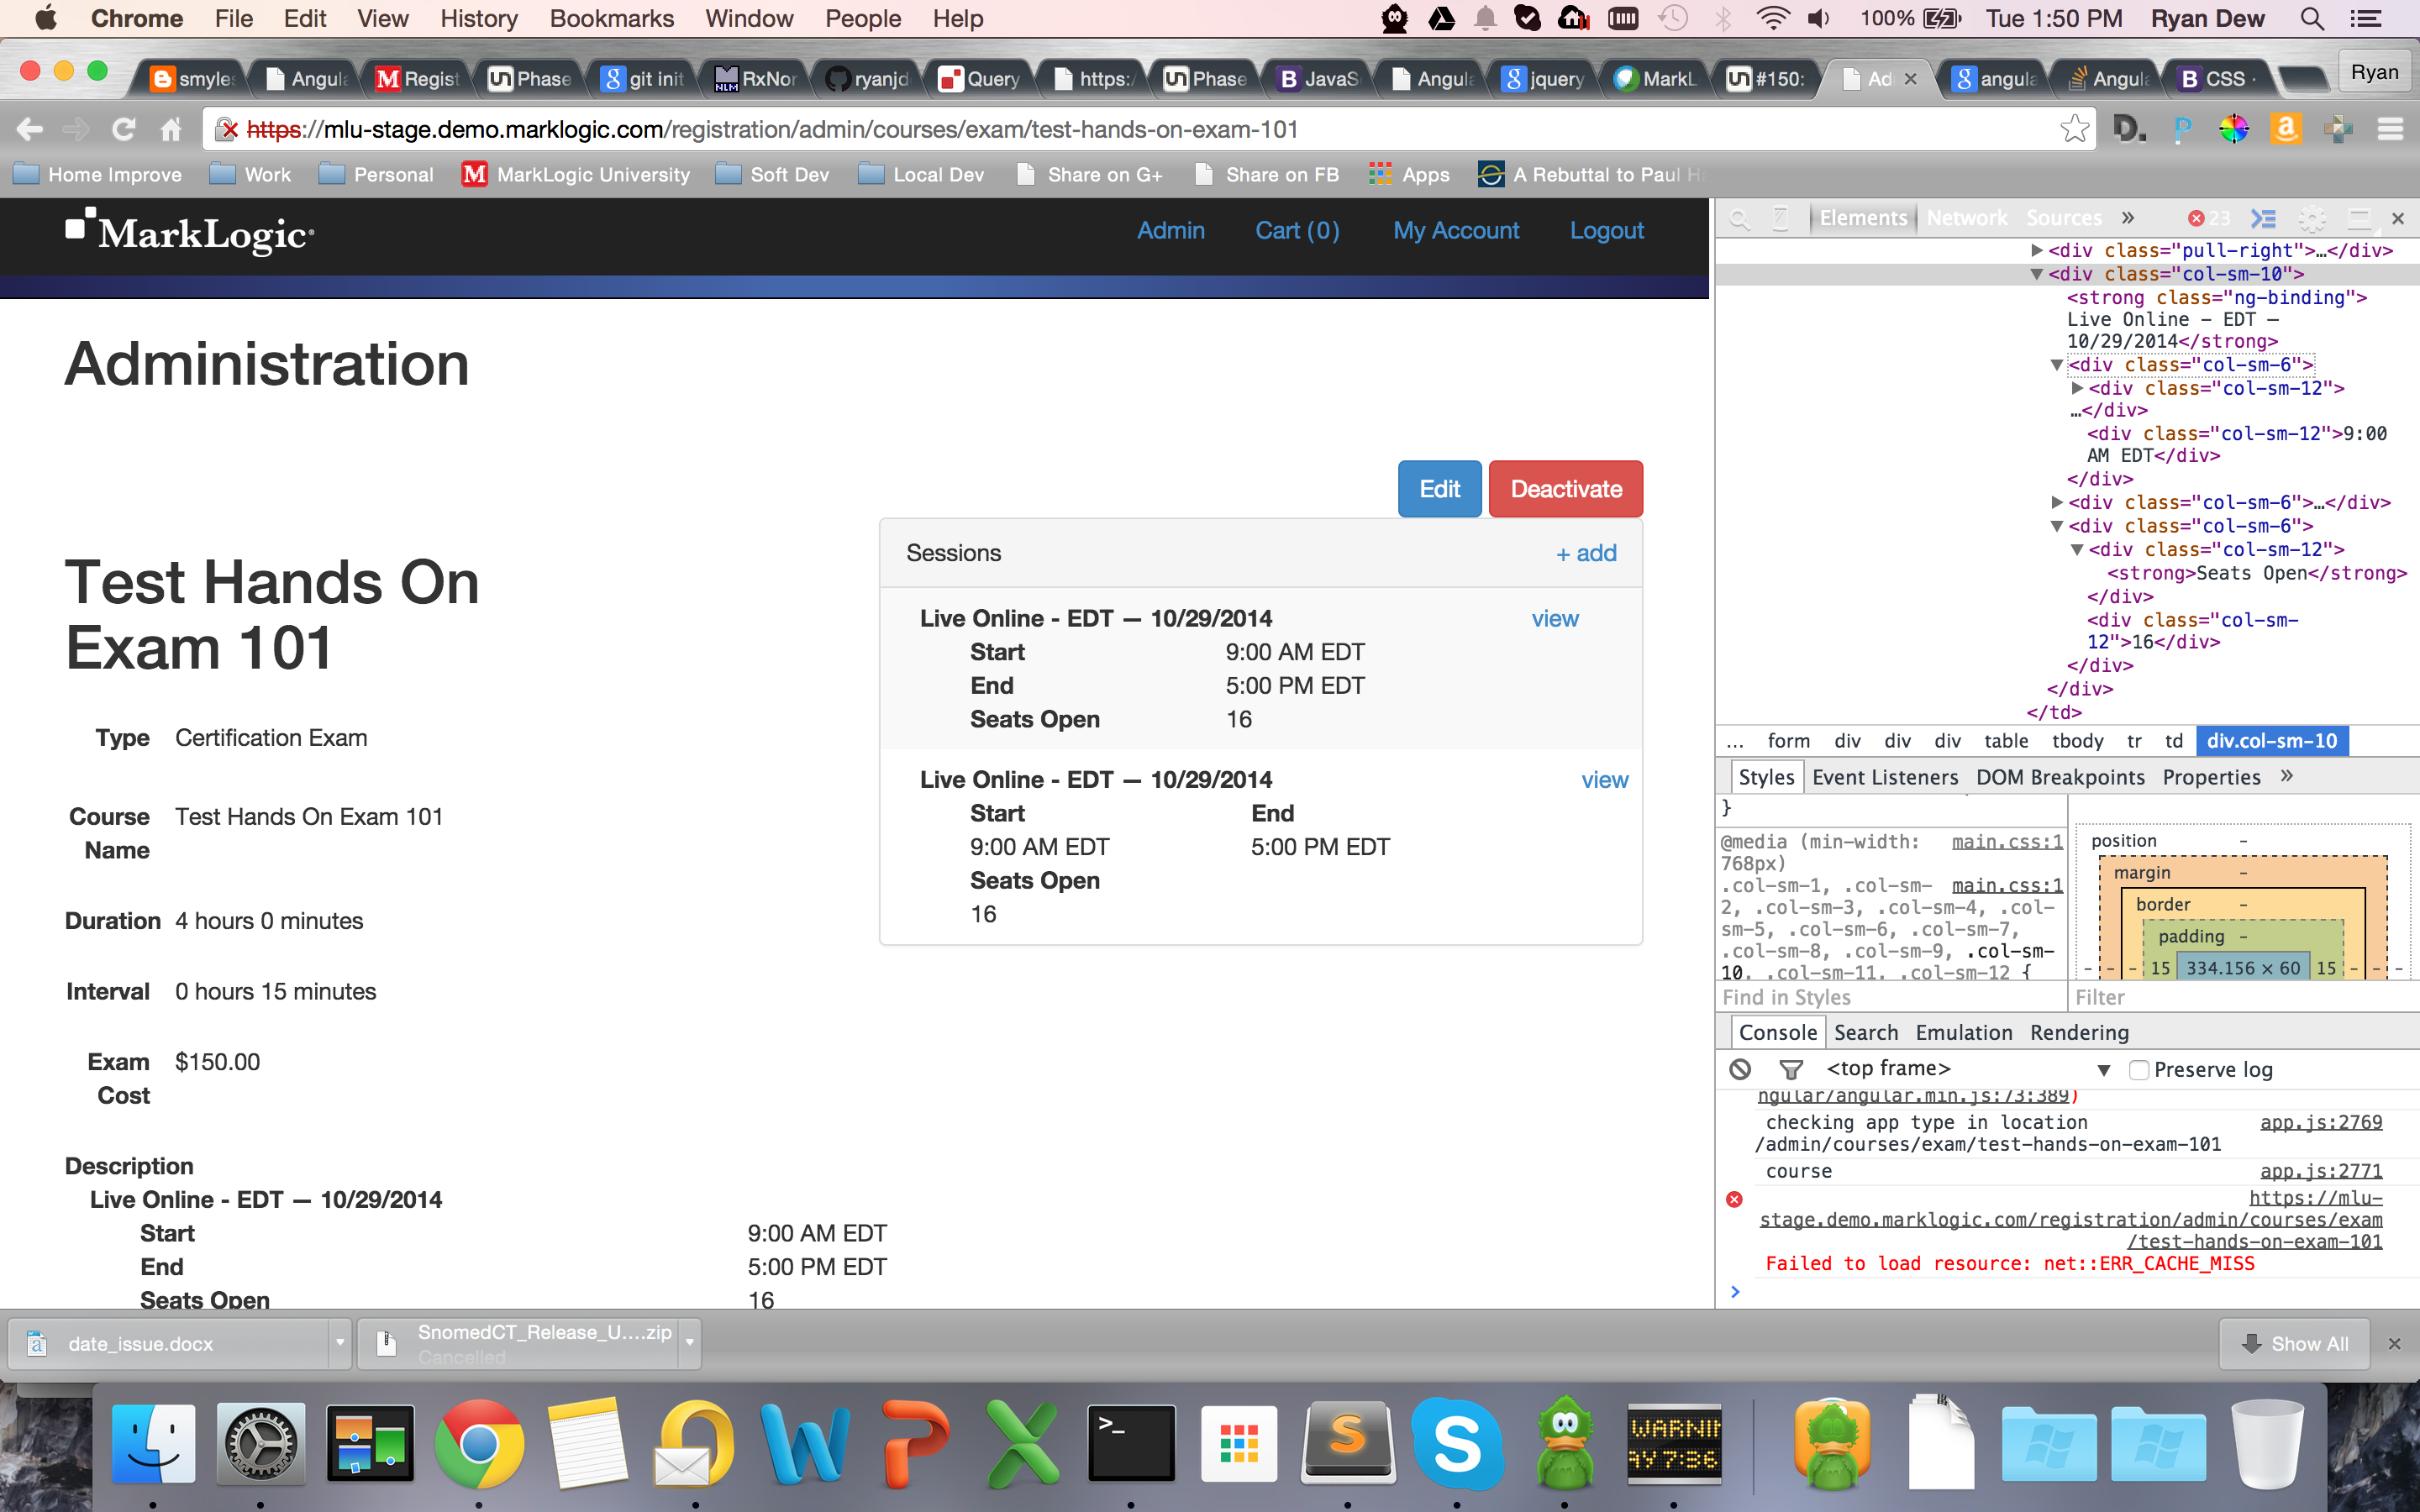 Chrome File Edit View History Bookmarks Window People Help 100% Tue 1:50 PM Ryan Dew
smyles Angula Regist Phase git init RxNor ryanjd Query https:/ Phase JavaS Angula jquery MarkL #150: Ad angula Angula CSS · Ryan
https://mlu-stage.demo.marklogic.com/registration/admin/courses/exam/test-hands-on-exam-101
Home Improve Work Personal MarkLogic University Soft Dev Local Dev Share on G+ Share on FB Apps A Rebuttal to Paul
MarkLogic Admin Cart (0) My Account Logout
Administration
Edit Deactivate
Sessions + add
Test Hands On
Exam 101
Live Online - EDT — 10/29/2014 view
Start 9:00 AM EDT
End 5:00 PM EDT
Seats Open 16
Live Online - EDT — 10/29/2014 view
Start End
9:00 AM EDT 5:00 PM EDT
Seats Open
16
Type Certification Exam
Course Name Test Hands On Exam 101
Duration 4 hours 0 minutes
Interval 0 hours 15 minutes
Exam Cost $150.00
Description
Live Online - EDT — 10/29/2014
Start 9:00 AM EDT
End 5:00 PM EDT
Seats Open 16
Elements Network Sources » 23
<div class="pull-right">…</div>
<div class="col-sm-10">
<strong class="ng-binding">
Live Online — EDT —
10/29/2014</strong>
<div class="col-sm-6">
<div class="col-sm-12">
…</div>
<div class="col-sm-12">9:00
AM EDT</div>
</div>
<div class="col-sm-6">…</div>
<div class="col-sm-6">
<div class="col-sm-12">
<strong>Seats Open</strong>
</div>
<div class="col-sm-
12">16</div>
</div>
</div>
</td>
... form div div div table tbody tr td div.col-sm-10
Styles Event Listeners DOM Breakpoints Properties »
}
@media (min-width: main.css:1
768px)
.col-sm-1, .col-sm- main.css:1
2, .col-sm-3, .col-sm-4, .col-
sm-5, .col-sm-6, .col-sm-7,
.col-sm-8, .col-sm-9, .col-sm-
10, .col-sm-11, .col-sm-12 {
position -
margin -
border -
padding -
- - - 15 334.156 × 60 15 - - -
Find in Styles Filter
Console Search Emulation Rendering
<top frame> Preserve log
ngular/angular.min.js:73:389)
checking app type in location app.js:2769
/admin/courses/exam/test-hands-on-exam-101
course app.js:2771
https://mlu-
stage.demo.marklogic.com/registration/admin/courses/exam
/test-hands-on-exam-101
Failed to load resource: net::ERR_CACHE_MISS
>
date_issue.docx SnomedCT_Release_U....zip Show All
Cancelled
WARNIN
AY 7:36